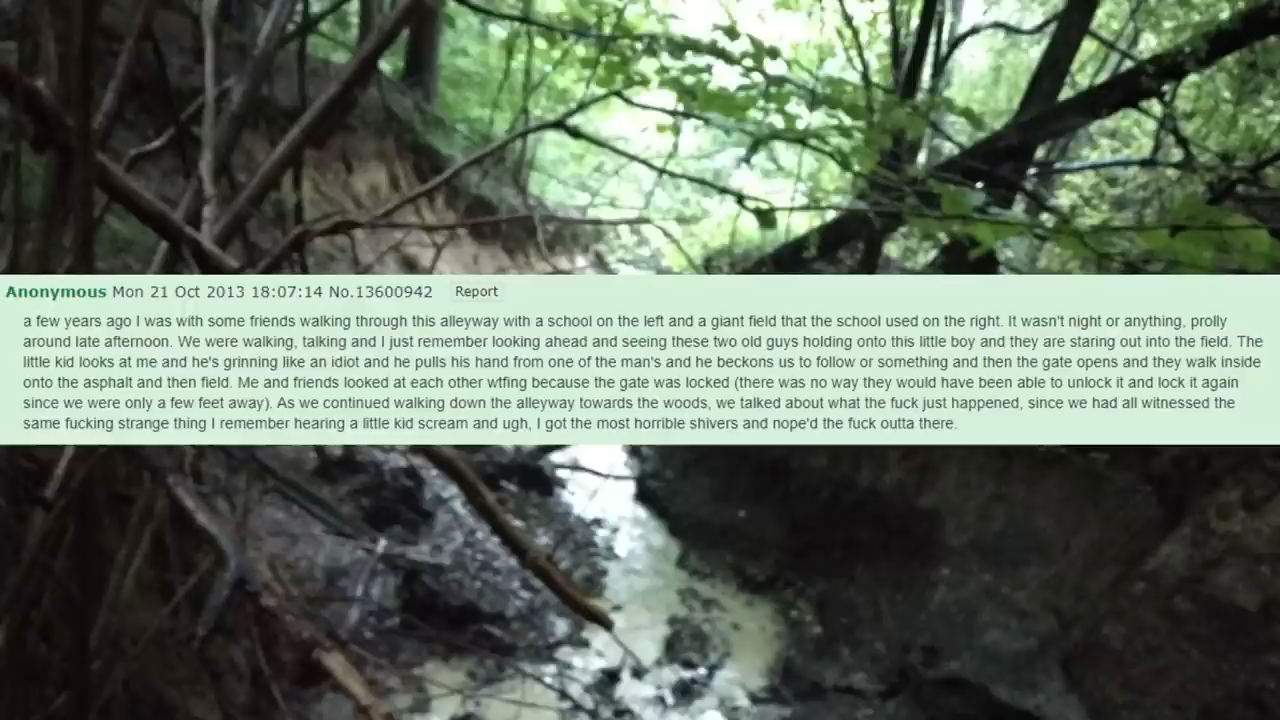 Anonymous Mon 21 Oct 2013 18:07:14 No.13600942 Report
a few years ago I was with some friends walking through this alleyway with a school on the left and a giant field that the school used on the right. It wasn't night or anything, prolly
around late afternoon. We were walking, talking and I just remember looking ahead and seeing these two old guys holding onto this little boy and they are staring out into the field. The
little kid looks at me and he's grinning like an idiot and he pulls his hand from one of the man's and he beckons us to follow or something and then the gate opens and they walk inside
onto the asphalt and then field. Me and friends looked at each other wtfing because the gate was locked (there was no way they would have been able to unlock it and lock it again
since we were only a few feet away). As we continued walking down the alleyway towards the woods, we talked about what the fuck just happened, since we had all witnessed the
same fucking strange thing I remember hearing a little kid scream and ugh, I got the most horrible shivers and nope'd the fuck outta there.